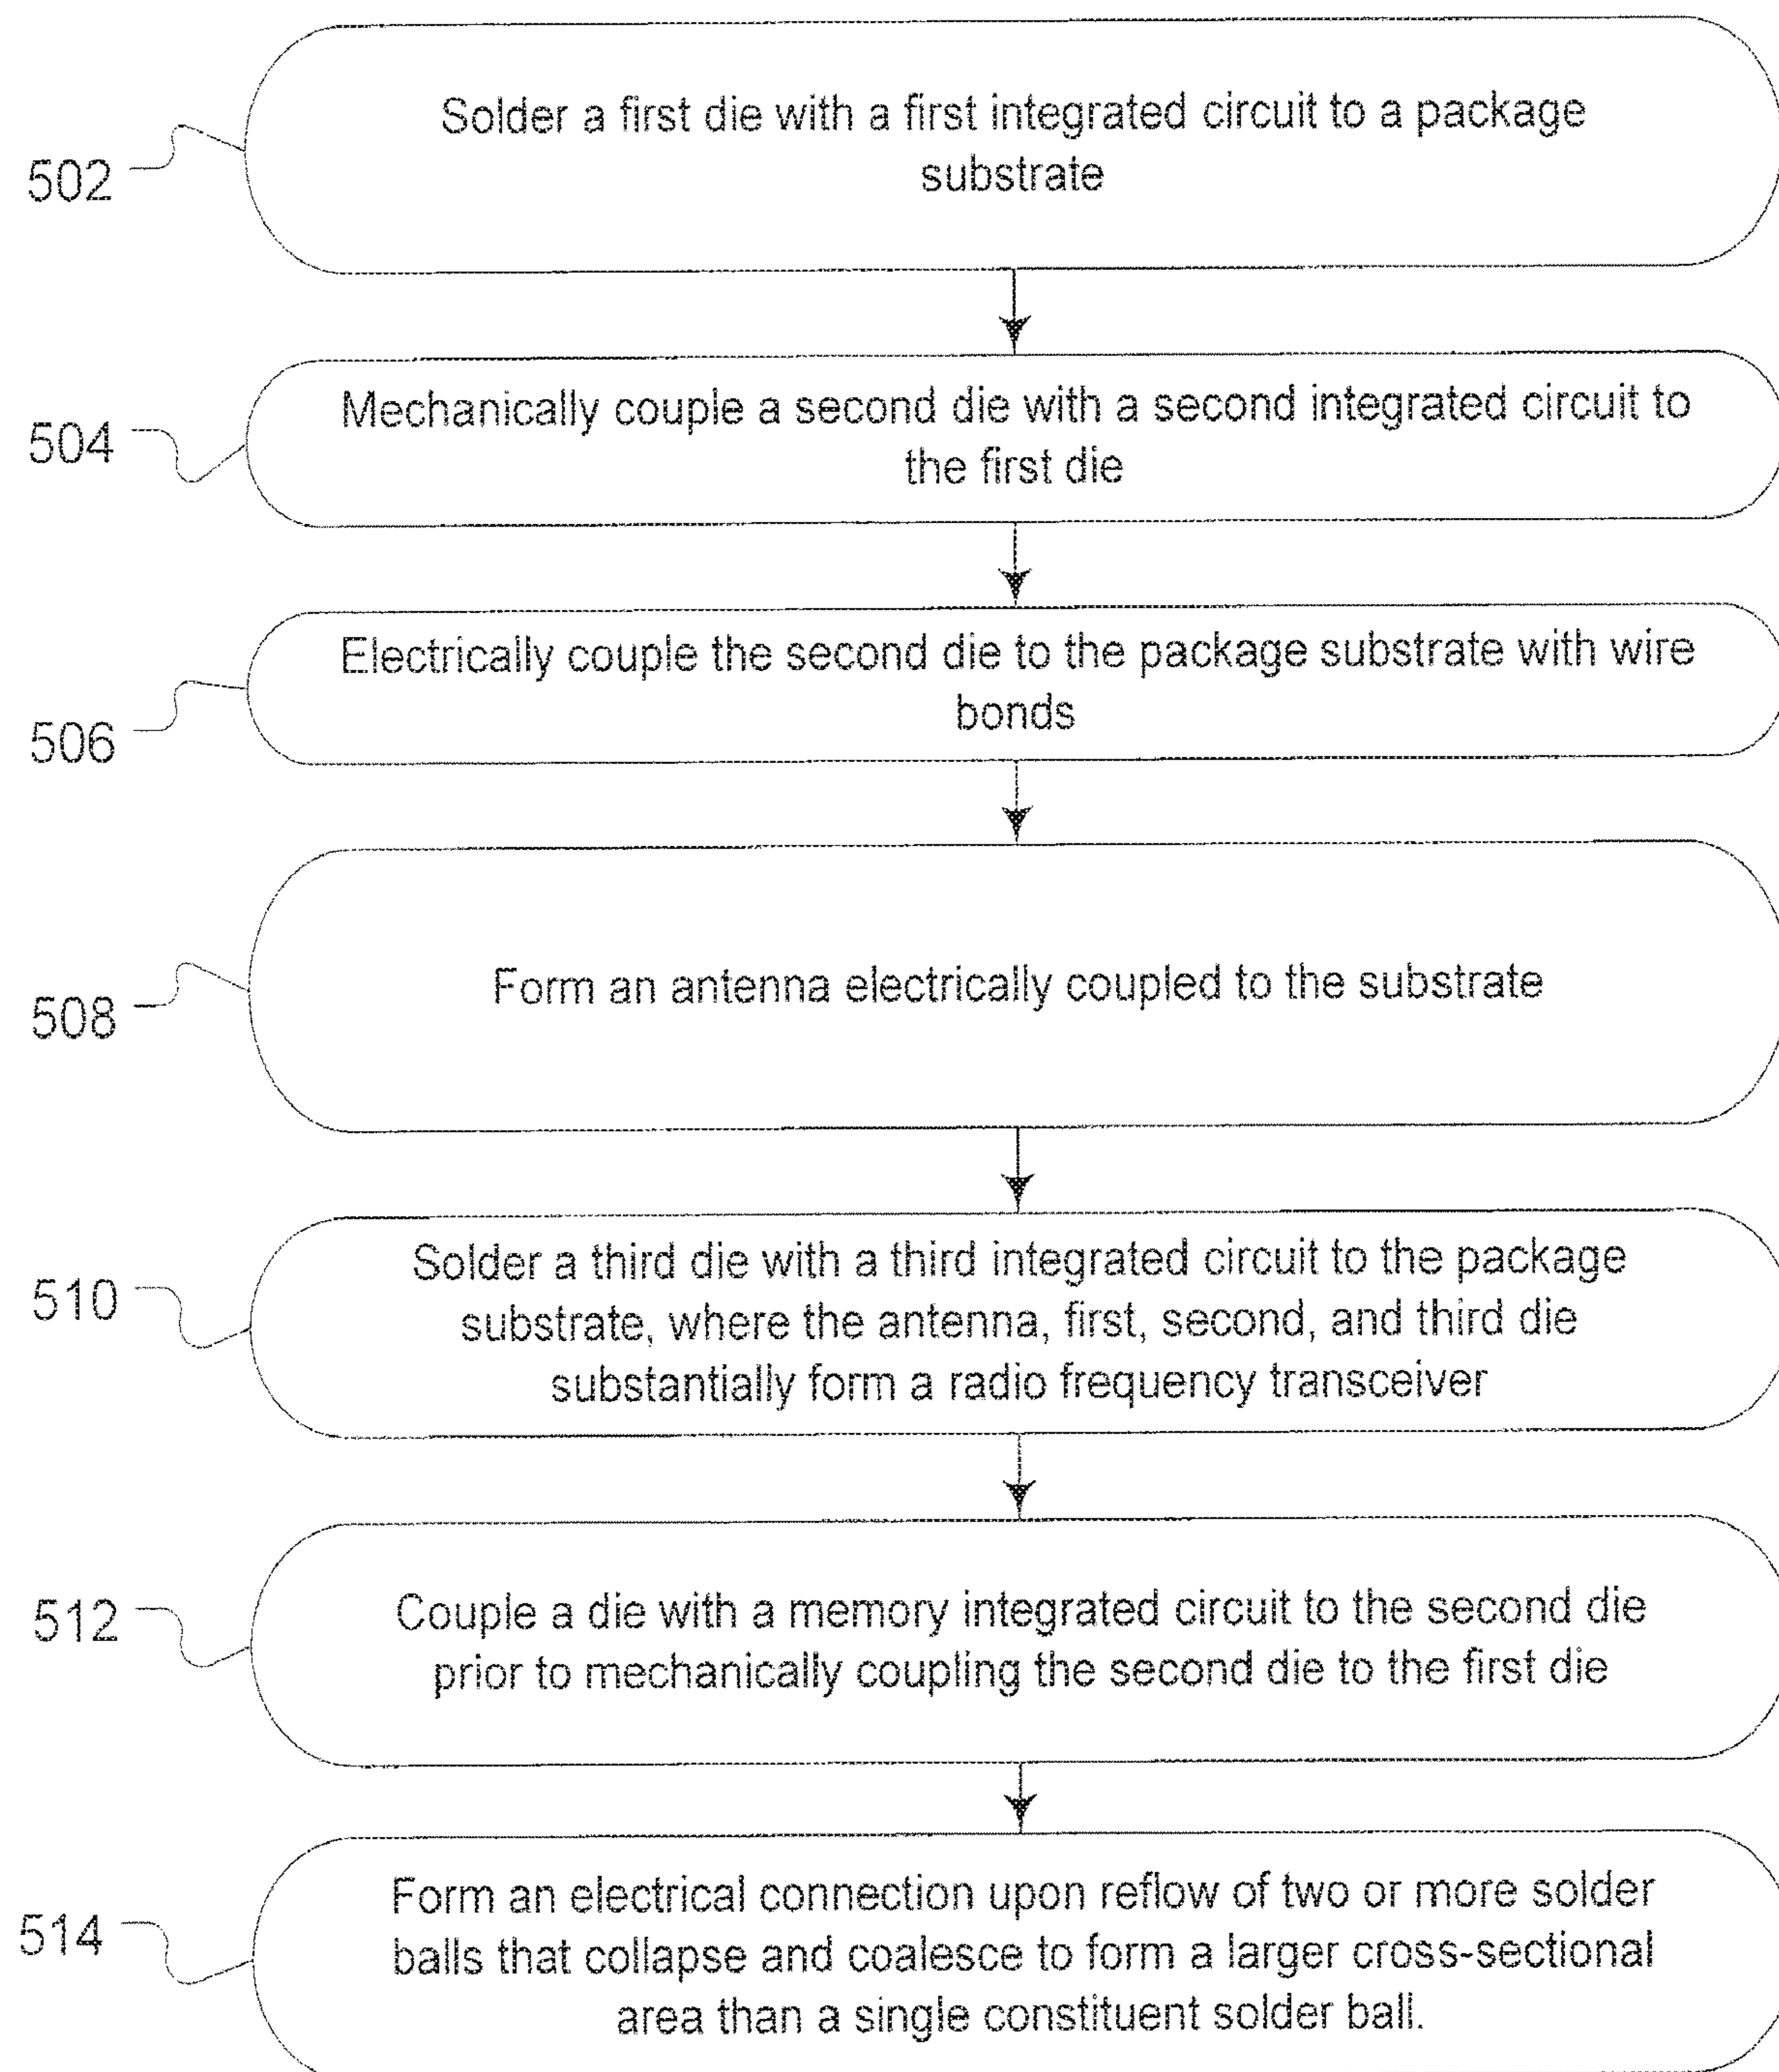 Solder a first die with a first integrated circuit to a package
substrate
502
Mechanically couple a second die with a second integrated circuit to
the first die
504
Electrically couple the second die to the package substrate with wire
bonds
506
Form an antenna electrically coupled to the substrate
508
Solder a third die with a third integrated circuit to the package
substrate, where the antenna, first, second, and third die
substantially form a radio frequency transceiver
510
Couple a die with a memory integrated circuit to the second die
prior to mechanically coupling the second die to the first die
512
Form an electrical connection upon reflow of two or more solder
balls that collapse and coalesce to form a larger cross-sectional
area than a single constituent solder ball.
514